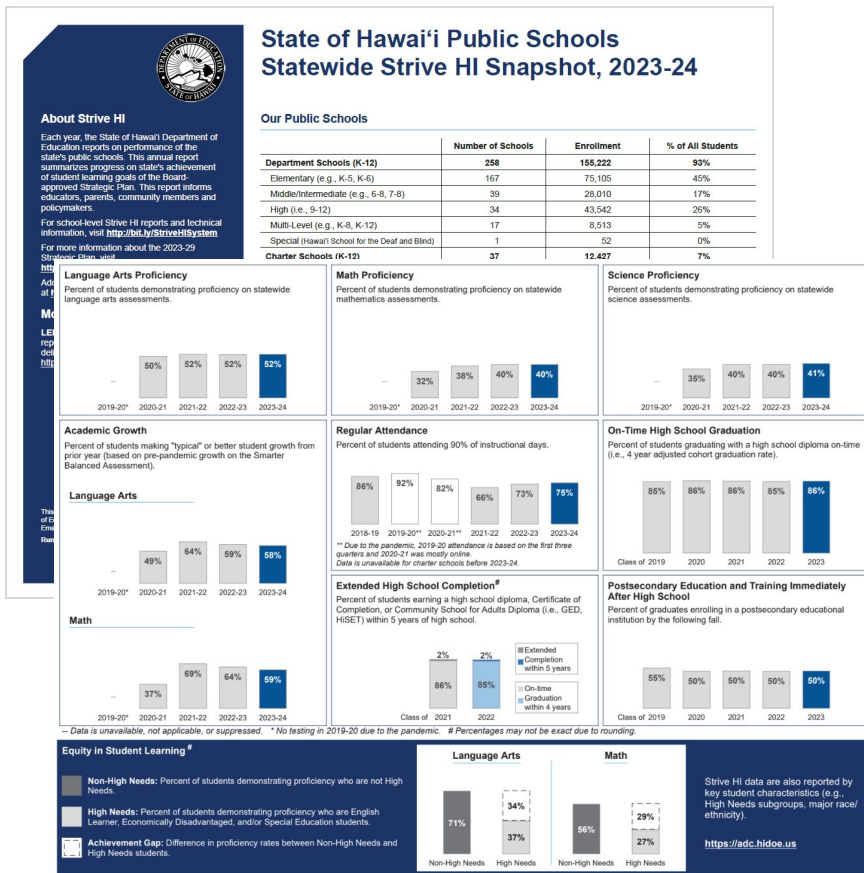 DEPARTMENT OF EDUCATION
STATE OF HAWAII
State of Hawai‘i Public Schools
Statewide Strive HI Snapshot, 2023-24
About Strive HI
Each year, the State of Hawai‘i Department of
Education reports on performance of the
state's public schools. This annual report
summarizes progress on state's achievement
of student learning goals of the Board-
approved Strategic Plan. This report informs
educators, parents, community members and
policymakers.
For school-level Strive HI reports and technical
information, visit http://bit.ly/StriveHISystem
For more information about the 2023-29
Strategic Plan, visit
Our Public Schools
Number of Schools Enrollment % of All Students
Department Schools (K-12) 258 155,222 93%
Elementary (e.g., K-5, K-6) 167 75,105 45%
Middle/Intermediate (e.g., 6-8, 7-8) 39 28,010 17%
High (i.e., 9-12) 34 43,542 26%
Multi-Level (e.g., K-8, K-12) 17 8,513 5%
Special (Hawai‘i School for the Deaf and Blind) 1 52 0%
Charter Schools (K-12) 37 12,427 7%
Language Arts Proficiency
Percent of students demonstrating proficiency on statewide
language arts assessments.
-- 50% 52% 52% 52%
2019-20* 2020-21 2021-22 2022-23 2023-24
Math Proficiency
Percent of students demonstrating proficiency on statewide
mathematics assessments.
-- 32% 38% 40% 40%
2019-20* 2020-21 2021-22 2022-23 2023-24
Science Proficiency
Percent of students demonstrating proficiency on statewide
science assessments.
-- 35% 40% 40% 41%
2019-20* 2020-21 2021-22 2022-23 2023-24
Academic Growth
Percent of students making "typical" or better student growth from
prior year (based on pre-pandemic growth on the Smarter
Balanced Assessment).
Language Arts
-- 49% 64% 59% 58%
2019-20* 2020-21 2021-22 2022-23 2023-24
Math
-- 37% 69% 64% 59%
2019-20* 2020-21 2021-22 2022-23 2023-24
Regular Attendance
Percent of students attending 90% of instructional days.
86% 92% 82% 66% 73% 75%
2018-19 2019-20** 2020-21** 2021-22 2022-23 2023-24
** Due to the pandemic, 2019-20 attendance is based on the first three
quarters and 2020-21 was mostly online.
Data is unavailable for charter schools before 2023-24.
On-Time High School Graduation
Percent of students graduating with a high school diploma on-time
(i.e., 4 year adjusted cohort graduation rate).
85% 86% 86% 85% 86%
Class of 2019 2020 2021 2022 2023
Extended High School Completion#
Percent of students earning a high school diploma, Certificate of
Completion, or Community School for Adults Diploma (i.e., GED,
HiSET) within 5 years of high school.
2% 2%
86% 85%
Class of 2021 2022
Extended
Completion
within 5 years
On-time
Graduation
within 4 years
Postsecondary Education and Training Immediately
After High School
Percent of graduates enrolling in a postsecondary educational
institution by the following fall.
55% 50% 50% 50% 50%
Class of 2019 2020 2021 2022 2023
-- Data is unavailable, not applicable, or suppressed. * No testing in 2019-20 due to the pandemic. # Percentages may not be exact due to rounding.
Equity in Student Learning #
Non-High Needs: Percent of students demonstrating proficiency who are not High
Needs.
High Needs: Percent of students demonstrating proficiency who are English
Learner, Economically Disadvantaged, and/or Special Education students.
Achievement Gap: Difference in proficiency rates between Non-High Needs and
High Needs students.
Language Arts
71% 34% 37%
Non-High Needs High Needs
Math
56% 29% 27%
Non-High Needs High Needs
Strive HI data are also reported by
key student characteristics (e.g.,
High Needs subgroups, major race/
ethnicity).
https://adc.hidoe.us